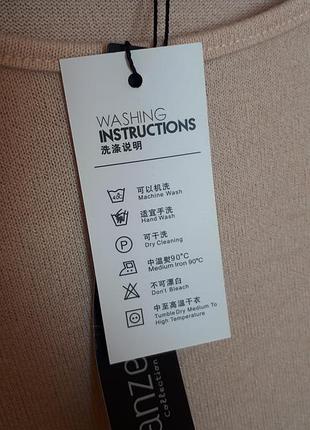 WASHING
INSTRUCTIONS
洗涤说明
可以机洗
Machine Wash
适宜手洗
Hand Wash
P
可干洗
Dry Cleaning
中温熨90°C
Medium Iron 90°C
不可漂白
Don't Bleach
中至高温干衣
Tumble Dry Medium To
High Temperature
anze
Collection